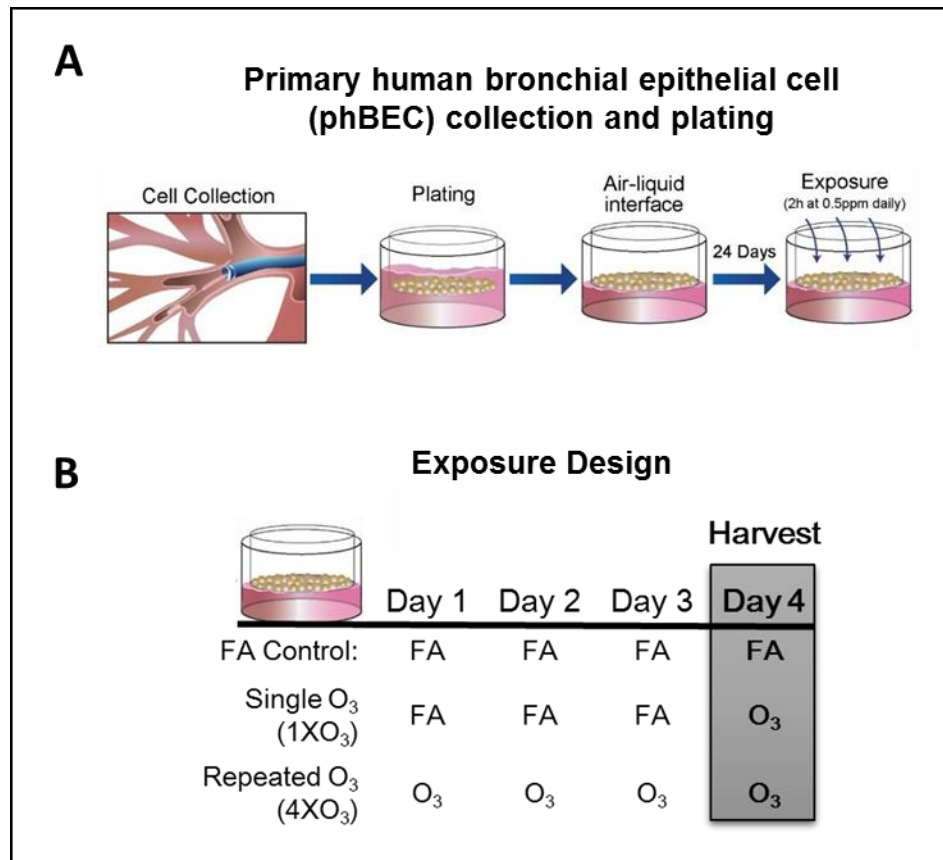 A
Primary human bronchial epithelial cell
(phBEC) collection and plating
Cell Collection
Plating
Air-liquid
interface
24 Days
Exposure
(2h at 0.5ppm daily)
B
Exposure Design
Harvest
Day 1 Day 2 Day 3 Day 4
FA Control: FA FA FA FA
Single O₃
(1XO₃) FA FA FA O₃
Repeated O₃
(4XO₃) O₃ O₃ O₃ O₃